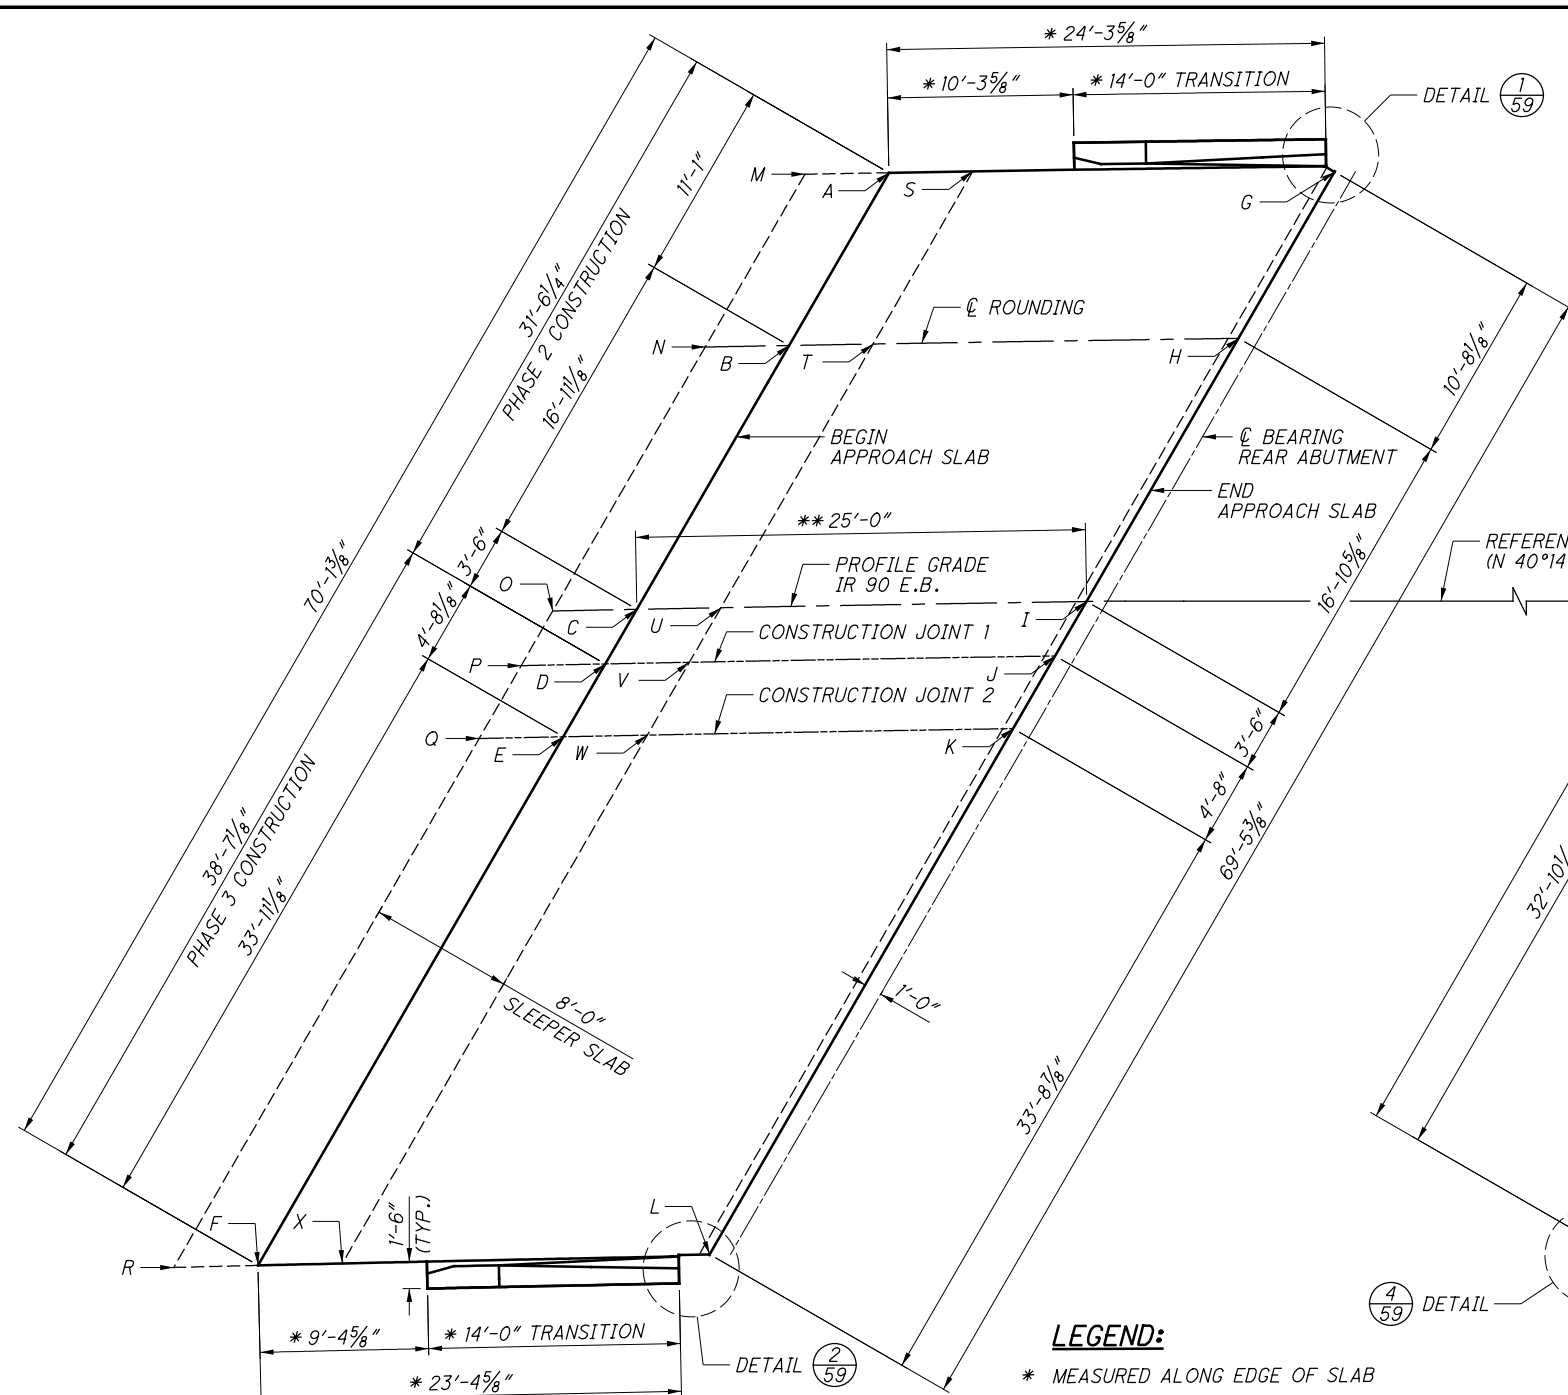 * 24'-3⅝"
* 10'-3⅝"
* 14'-0" TRANSITION
DETAIL 1/59
M
A
S
G
11'-1"
31'-6¼"
PHASE 2 CONSTRUCTION
16'-11⅛"
℄ ROUNDING
N
B
T
H
10'-8⅛"
BEGIN
APPROACH SLAB
℄ BEARING
REAR ABUTMENT
END
APPROACH SLAB
** 25'-0"
70'-1⅜"
3'-6"
4'-8⅛"
PROFILE GRADE
IR 90 E.B.
REFEREN
(N 40°14
16'-10⅝"
O
C
U
I
CONSTRUCTION JOINT 1
P
D
V
J
CONSTRUCTION JOINT 2
Q
E
W
K
3'-6"
4'-8"
69'-5⅜"
38'-7⅛"
PHASE 3 CONSTRUCTION
33'-11⅛"
8'-0"
SLEEPER SLAB
1'-0"
33'-8⅞"
F
X
1'-6"
(TYP.)
L
R
* 9'-4⅝"
* 14'-0" TRANSITION
* 23'-4⅝"
DETAIL 2/59
4/59 DETAIL
LEGEND:
* MEASURED ALONG EDGE OF SLAB